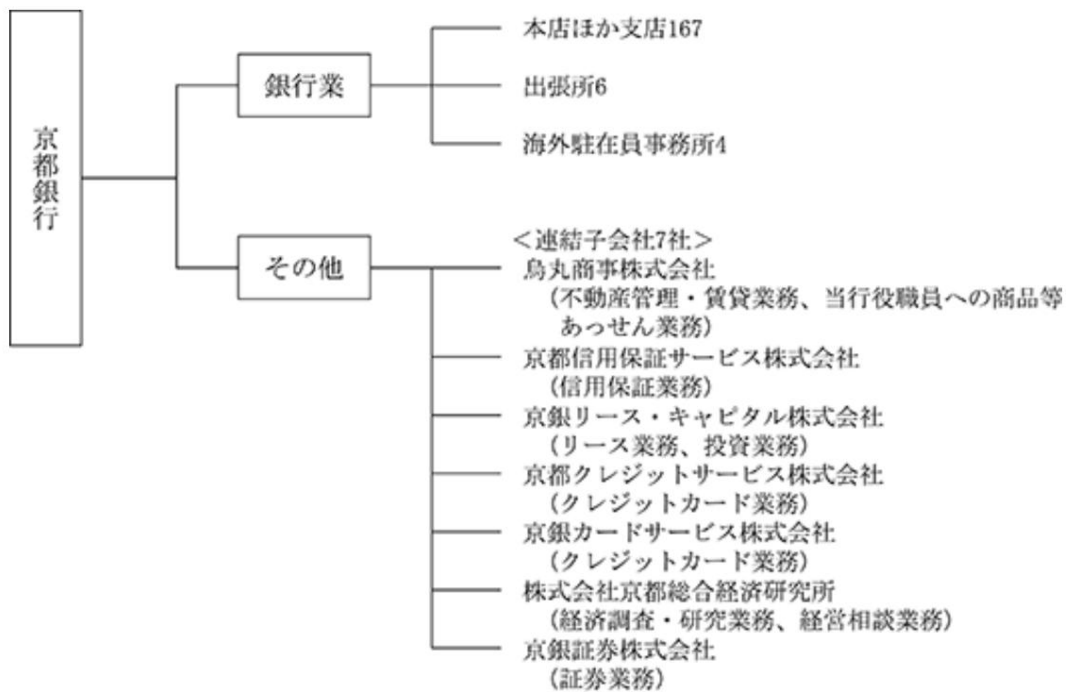 京都銀行
銀行業
本店ほか支店167
出張所6
海外駐在員事務所4
その他
＜連結子会社7社＞
烏丸商事株式会社
(不動産管理・賃貸業務、当行役職員への商品等
あっせん業務)
京都信用保証サービス株式会社
(信用保証業務)
京銀リース・キャピタル株式会社
(リース業務、投資業務)
京都クレジットサービス株式会社
(クレジットカード業務)
京銀カードサービス株式会社
(クレジットカード業務)
株式会社京都総合経済研究所
(経済調査・研究業務、経営相談業務)
京銀証券株式会社
(証券業務)